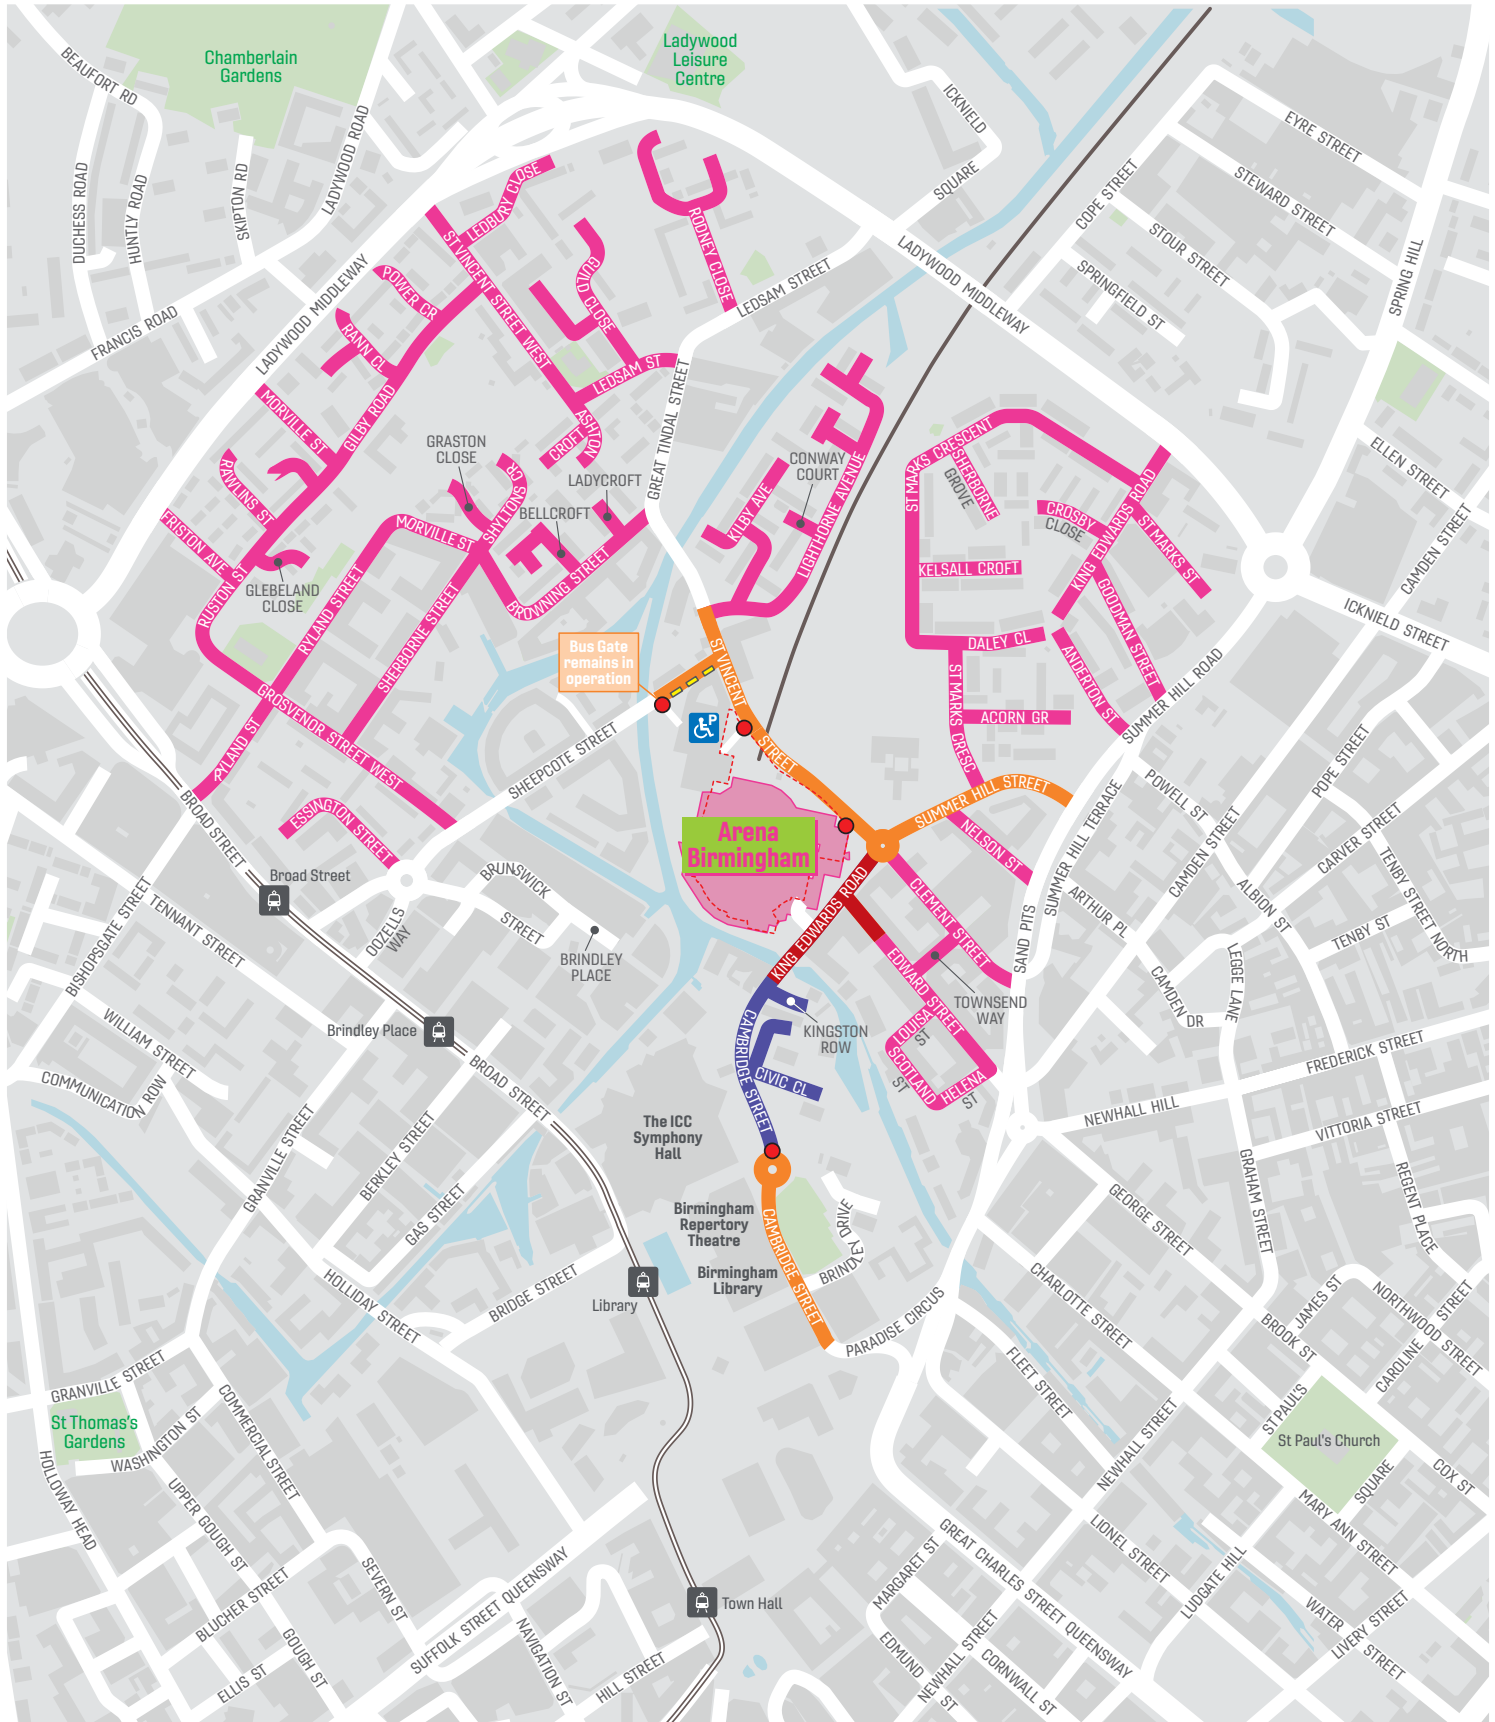 Chamberlain
Gardens
Ladywood
Leisure
Centre
BEAUFORT RD
DUCHESS ROAD
HUNTLY ROAD
SKIPTON RD
LADYWOOD ROAD
FRANCIS ROAD
LADYWOOD MIDDLEWAY
ICKNIELD
SQUARE
LADYWOOD MIDDLEWAY
COPE STREET
EYRE STREET
STEWARD STREET
STOUR STREET
SPRINGFIELD ST
SPRING HILL
ELLEN STREET
CAMDEN STREET
ICKNIELD STREET
LEDBURY CLOSE
ST VINCENT STREET WEST
POWER CR
RANN CL
GUILD CLOSE
RODNEY CLOSE
LEDSAM STREET
LEDSAM ST
GREAT TINDAL STREET
MORVILLE ST
GILBY ROAD
RAWLINS ST
FRISTON AVE
RUSTON ST
GLEBELAND
CLOSE
GRASTON
CLOSE
SHYLTONS CR
MORVILLE ST
CROFT
ASHTON
LADYCROFT
BELLCROFT
BROWNING STREET
RYLAND STREET
SHERBORNE STREET
GROSVENOR STREET WEST
RYLAND ST
ESSINGTON STREET
KILBY AVE
CONWAY
COURT
LIGHTHORNE AVENUE
ST MARKS CRESCENT
SHERBORNE
GROVE
CROSBY
CLOSE
KING EDWARDS ROAD
ST MARKS ST
KELSALL CROFT
GOODMAN STREET
DALEY CL
ANDERTON ST
ST MARKS CRESC
ACORN GR
SUMMER HILL ROAD
Bus Gate
remains in
operation
ST VINCENT
STREET
P
SHEEPCOTE STREET
Arena
Birmingham
SUMMER HILL STREET
NELSON ST
SUMMER HILL TERRACE
POWELL ST
POPE STREET
CAMDEN STREET
CARVER STREET
TENBY STREET NORTH
ALBION ST
TENBY ST
ARTHUR PL
SAND PITS
LEGGE LANE
CAMDEN
DR
CLEMENT STREET
KING EDWARDS ROAD
EDWARD STREET
TOWNSEND
WAY
LOUISA
ST
SCOTLAND
ST
HELENA
ST
BROAD STREET
Broad Street
BRUNSWICK
STREET
OOZELLS
WAY
BRINDLEY
PLACE
BISHOPSGATE STREET
TENNANT STREET
Brindley Place
WILLIAM STREET
COMMUNICATION ROW
BROAD STREET
GRANVILLE STREET
BERKLEY STREET
GAS STREET
HOLLIDAY STREET
BRIDGE STREET
CAMBRIDGE STREET
KINGSTON
ROW
CIVIC CL
The ICC
Symphony
Hall
Birmingham
Repertory
Theatre
Birmingham
Library
CAMBRIDGE STREET
BRINDLEY DRIVE
PARADISE CIRCUS
Library
NEWHALL HILL
FREDERICK STREET
VITTORIA STREET
GRAHAM STREET
REGENT PLACE
GEORGE STREET
CHARLOTTE STREET
FLEET STREET
JAMES ST
BROOK ST
NORTHWOOD STREET
CAROLINE STREET
ST PAUL'S
SQUARE
St Paul's Church
COX ST
MARY ANN STREET
NEWHALL STREET
LIONEL STREET
GREAT CHARLES STREET QUEENSWAY
MARGARET ST
EDMUND
ST
NEWHALL STREET
CORNWALL ST
LUDGATE HILL
WATER
STREET
LIVERY STREET
GRANVILLE STREET
St Thomas's
Gardens
WASHINGTON ST
COMMERCIAL STREET
HOLLOWAY HEAD
UPPER GOUGH ST
BLUCHER STREET
SEVERN ST
GOUGH ST
ELLIS ST
SUFFOLK STREET QUEENSWAY
NAVIGATION ST
HILL STREET
Town Hall